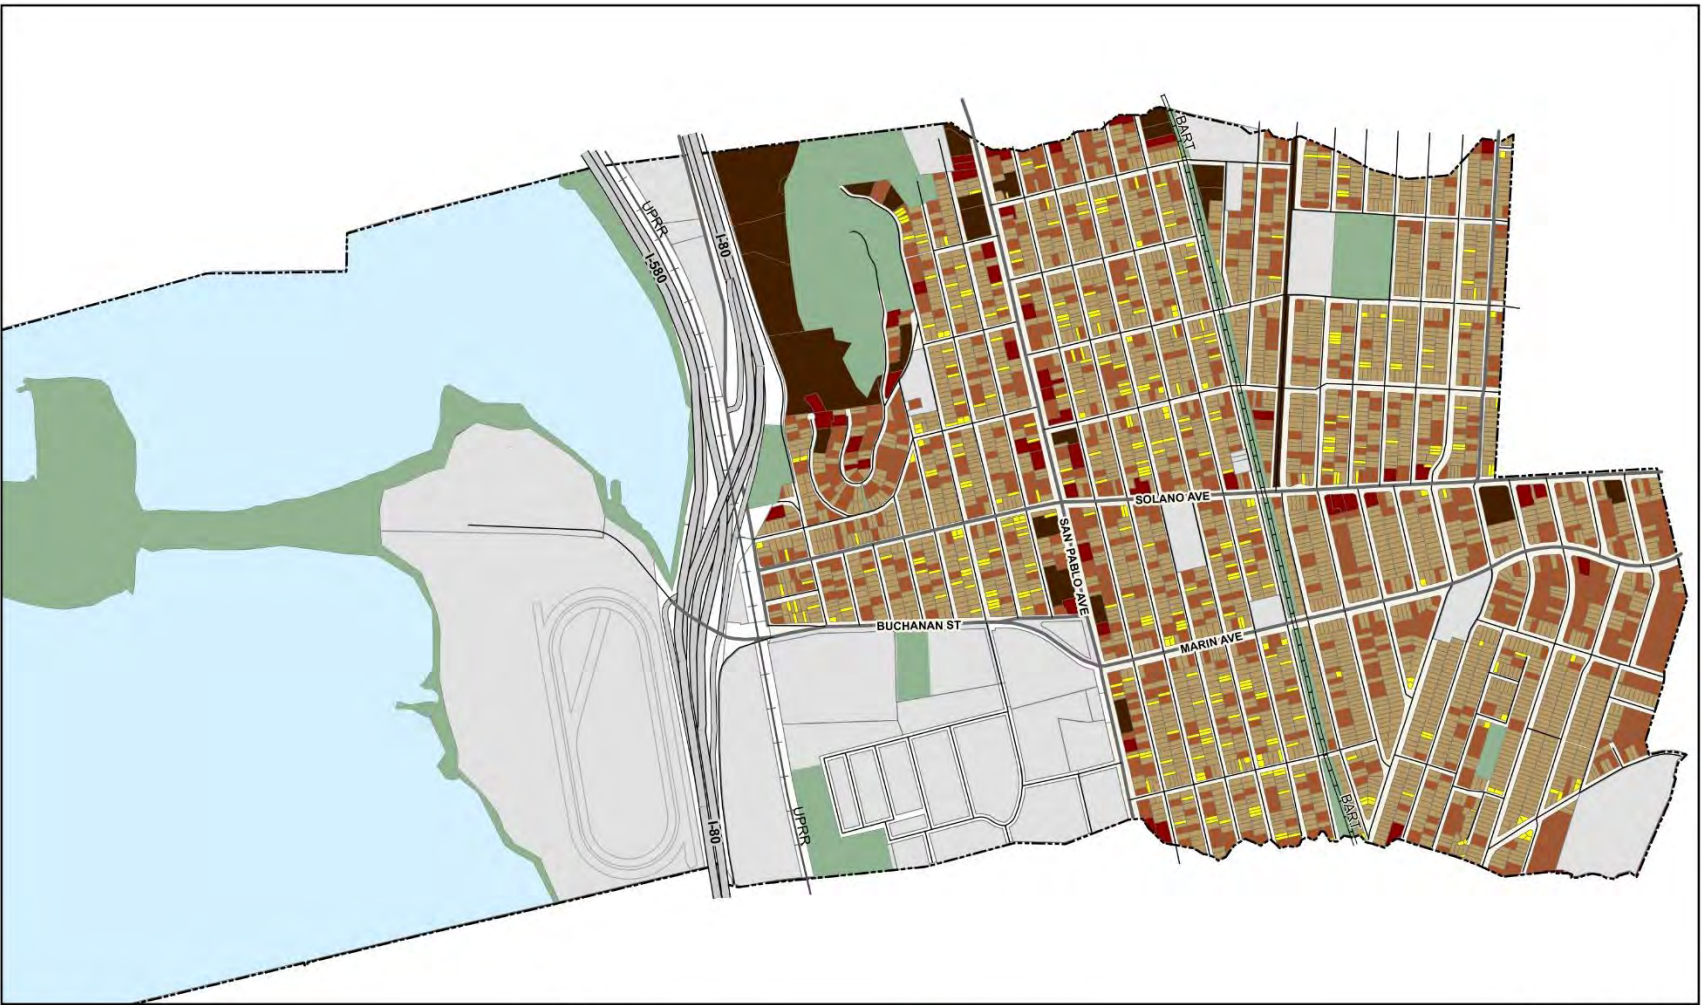 BART
UPRR
I-80
I-580
SOLANO AVE
SAN PABLO AVE
BUCHANAN ST
MARIN AVE
UPRR
BART
I-80